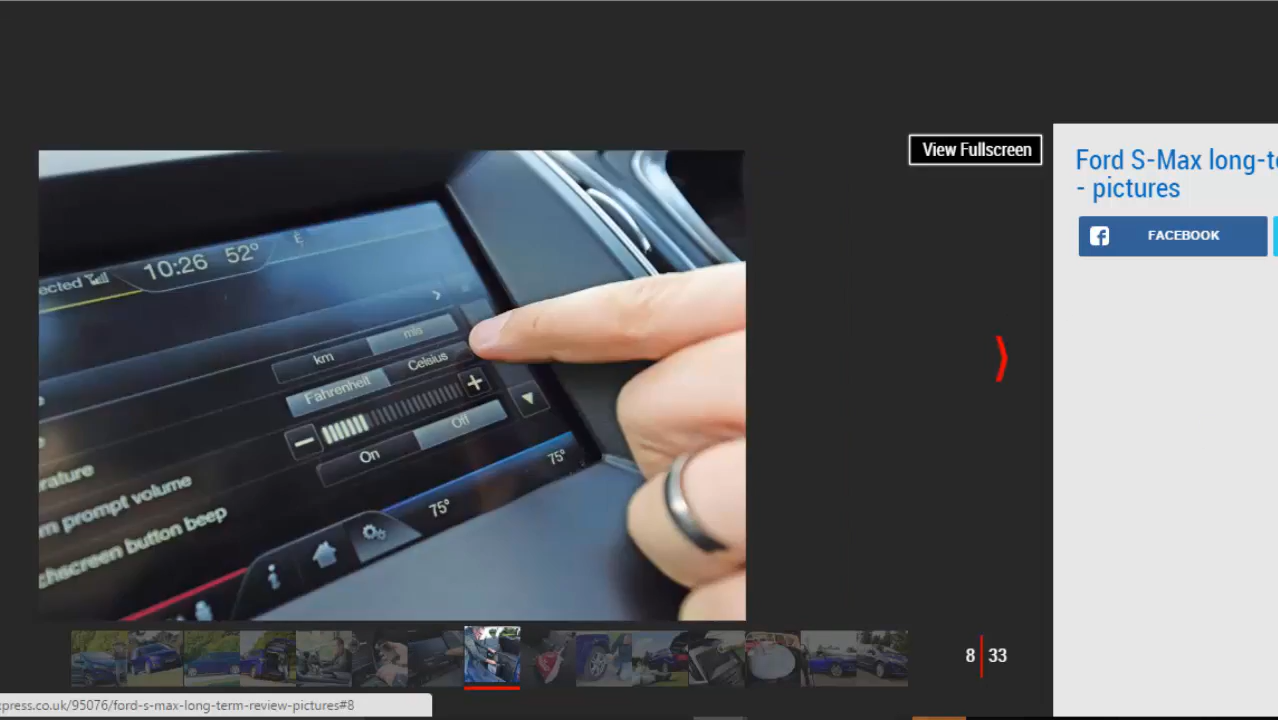 View Fullscreen
Ford S-Max long-te
- pictures
FACEBOOK
ected
10:26 52°
km mls
Fahrenheit Celsius
- +
On Off
rature
m prompt volume
chscreen button beep
75°
75°
i
8 33
xpress.co.uk/95076/ford-s-max-long-term-review-pictures#8